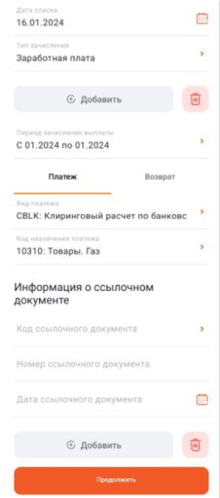 Дата списка
16.01.2024
Тип зачисления
Заработная плата
Добавить
Период зачисления выплаты
С 01.2024 по 01.2024
Платеж Возврат
Вид платежа
CBLK: Клиринговый расчет по банковс
Код назначения платежа
10310: Товары. Газ
Информация о ссылочном
документе
Код ссылочного документа
Номер ссылочного документа
Дата ссылочного документа
Добавить
Продолжить